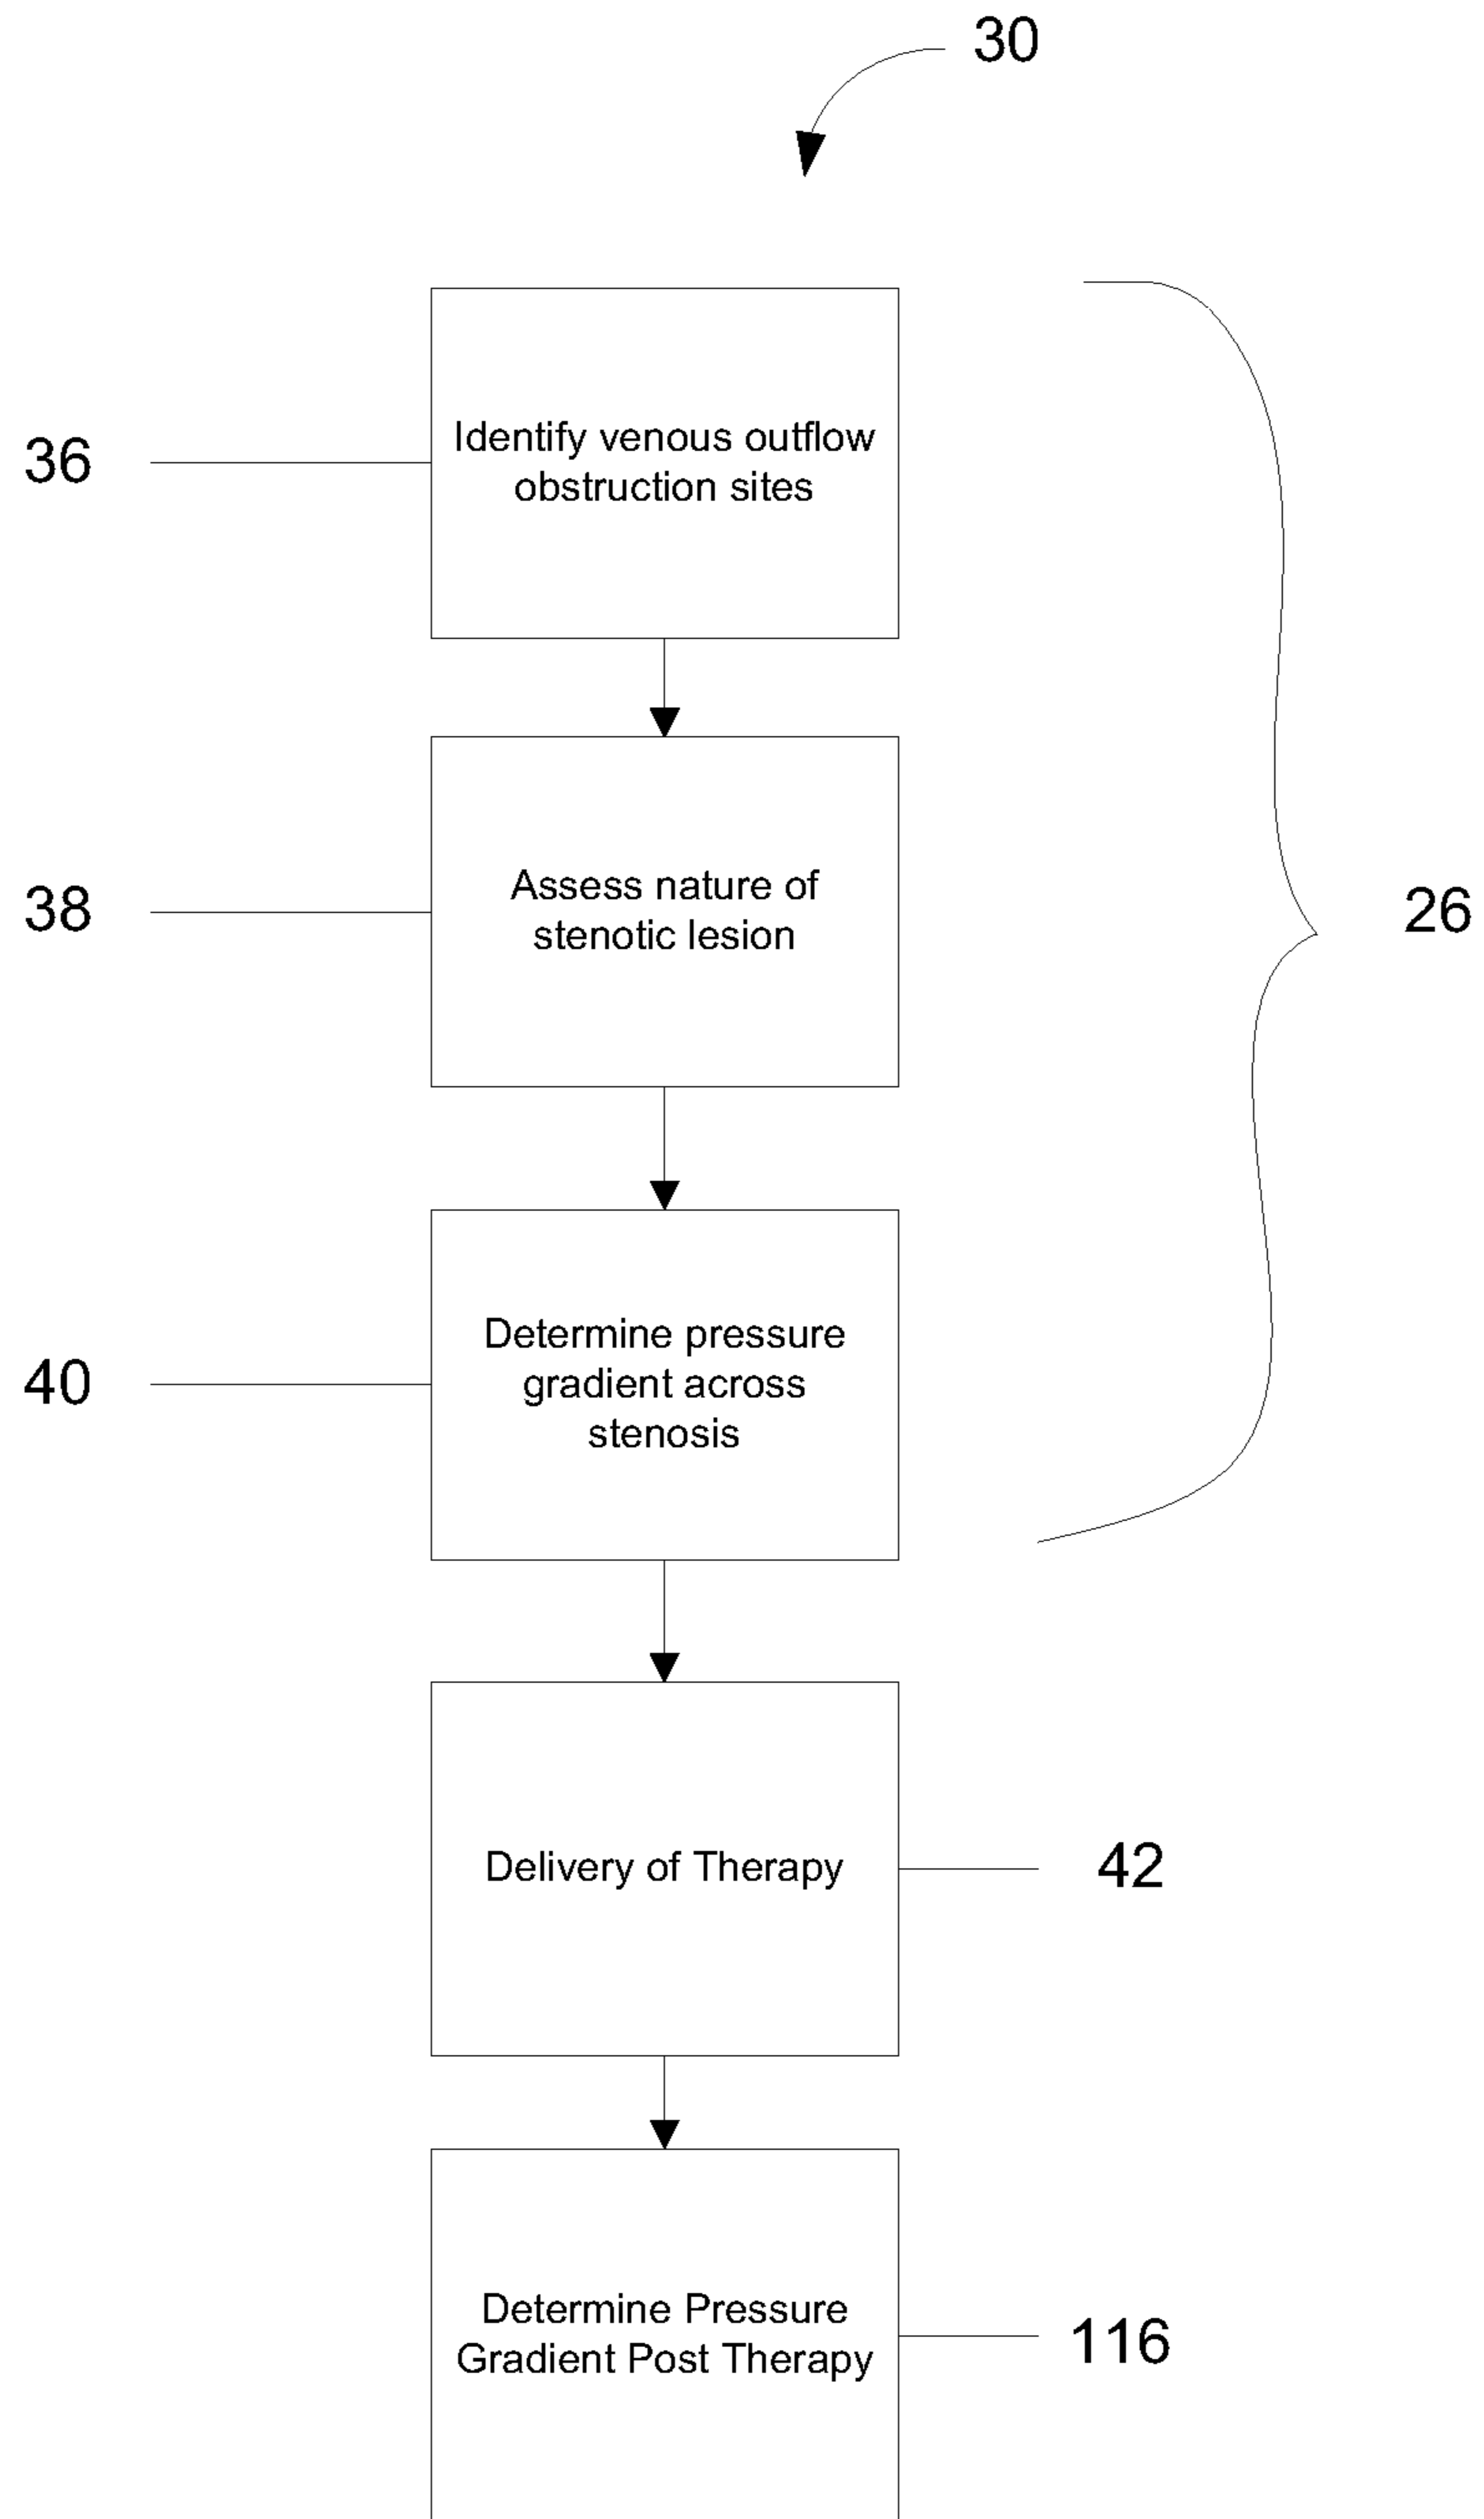 30
36
Identify venous outflow
obstruction sites
38
Assess nature of
stenotic lesion
26
40
Determine pressure
gradient across
stenosis
Delivery of Therapy
42
Determine Pressure
Gradient Post Therapy
116